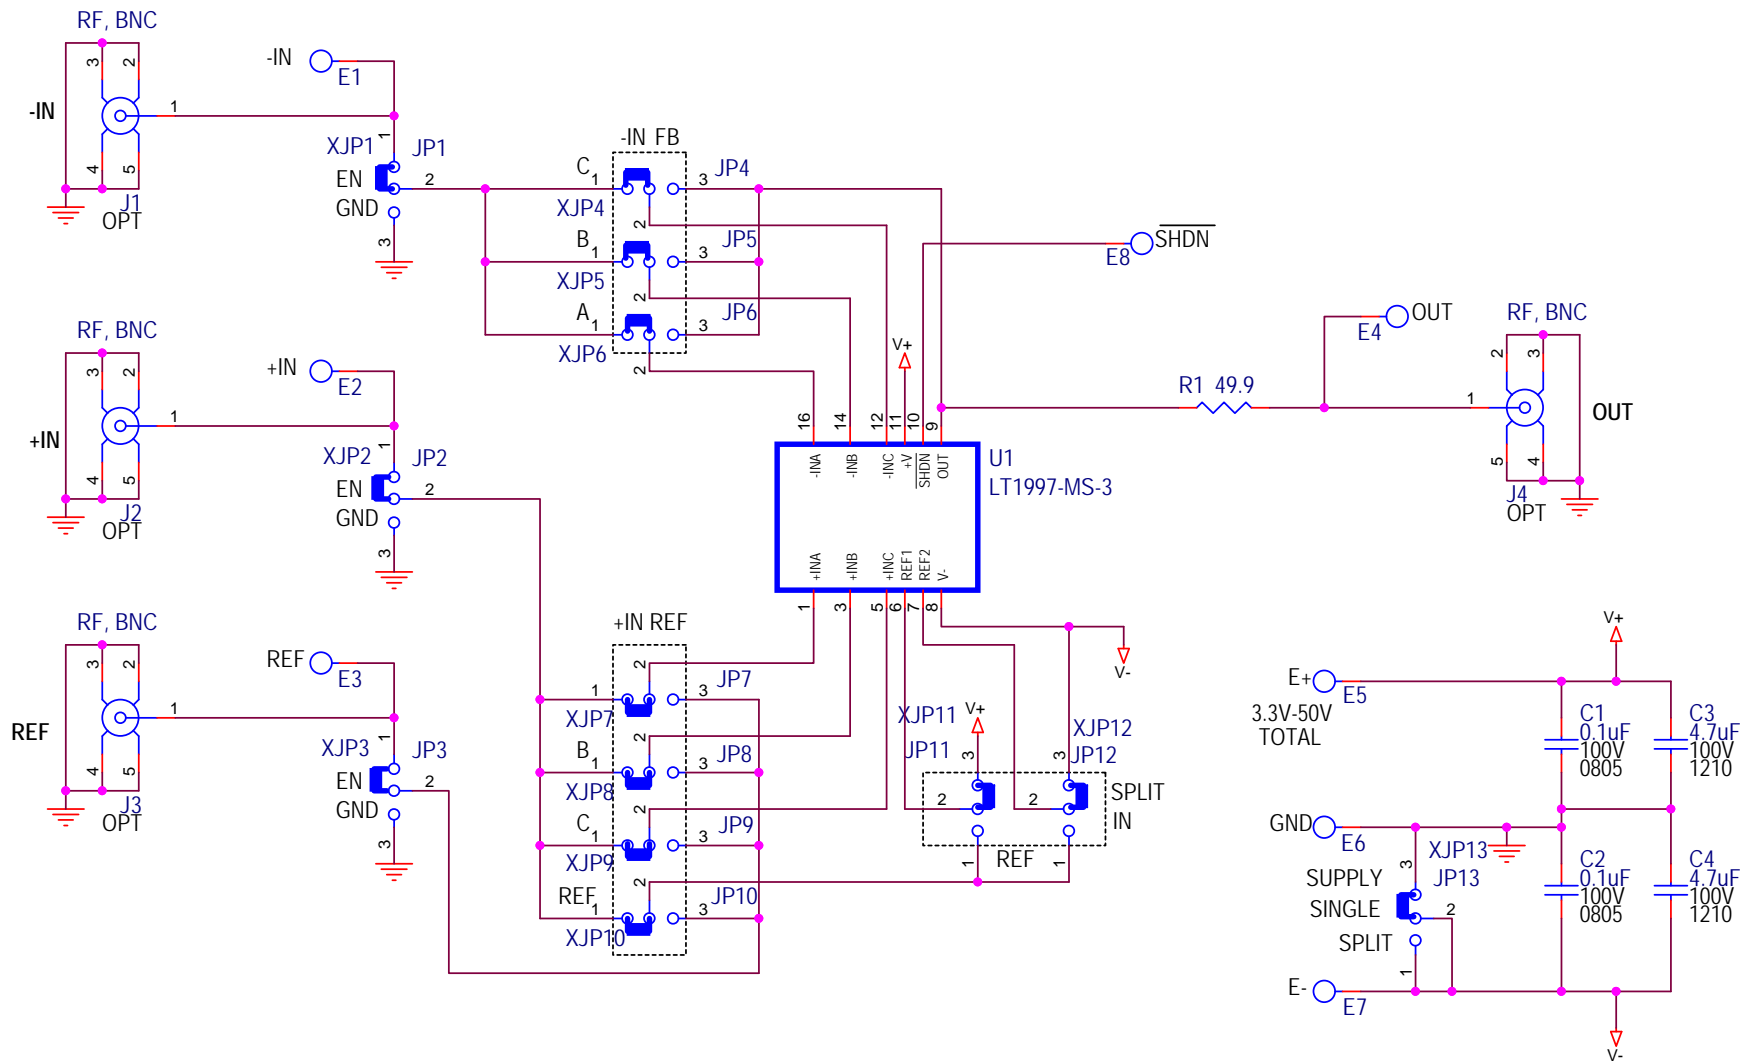 RF, BNC
3
2
-IN
1
4
5
J1
OPT
-IN
E1
XJP1
1
JP1
EN
2
GND
3
-IN FB
C
1
3
JP4
XJP4
2
B
1
3
JP5
XJP5
2
A
1
3
JP6
XJP6
2
E8
SHDN
RF, BNC
3
2
+IN
1
4
5
J2
OPT
+IN
E2
XJP2
1
JP2
EN
2
GND
3
V+
16
14
12
11
10
9
-INA
-INB
-INC
+V
SHDN
OUT
U1
LT1997-MS-3
+INA
+INB
+INC
REF1
REF2
V-
1
3
5
6
7
8
V-
R1 49.9
E4
OUT
RF, BNC
2
3
1
OUT
5
4
J4
OPT
RF, BNC
3
2
REF
1
4
5
J3
OPT
REF
E3
XJP3
1
JP3
EN
2
GND
3
+IN REF
2
1
3
JP7
XJP7
2
B
1
3
JP8
XJP8
2
C
1
3
JP9
XJP9
2
REF
1
3
JP10
XJP10
XJP11
V+
3
JP11
2
1
XJP12
3
JP12
2
1
SPLIT
IN
REF
V+
E+
E5
3.3V-50V
TOTAL
C1
0.1uF
100V
0805
C3
4.7uF
100V
1210
GND
E6
XJP13
3
JP13
SUPPLY
SINGLE
2
SPLIT
1
C2
0.1uF
100V
0805
C4
4.7uF
100V
1210
E-
E7
V-